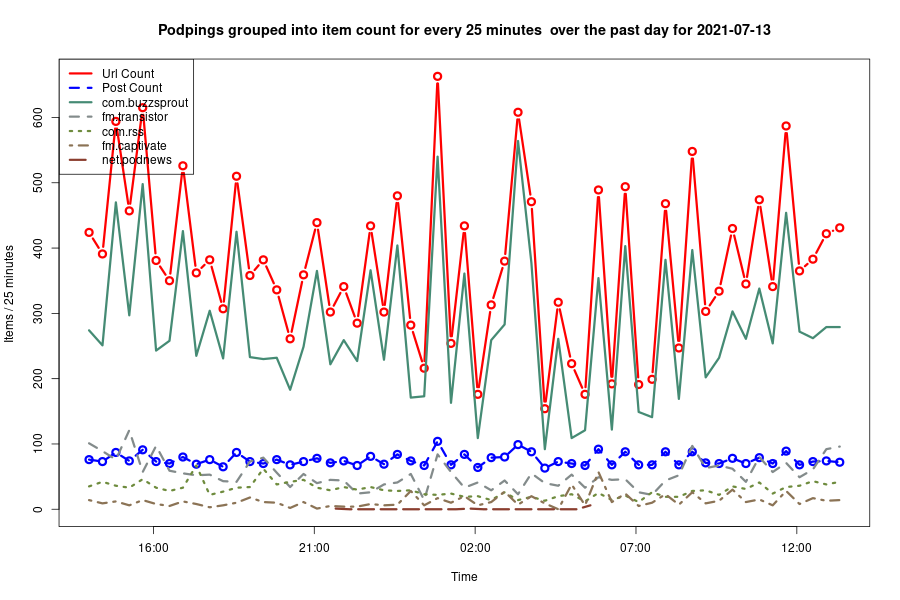 Podpings grouped into item count for every 25 minutes  over the past day for 2021-07-13
Url Count
Post Count
com.buzzsprout
fm.transistor
com.rss
fm.captivate
net.podnews
600
500
400
300
200
100
0
Items / 25 minutes
16:00
21:00
02:00
07:00
12:00
Time